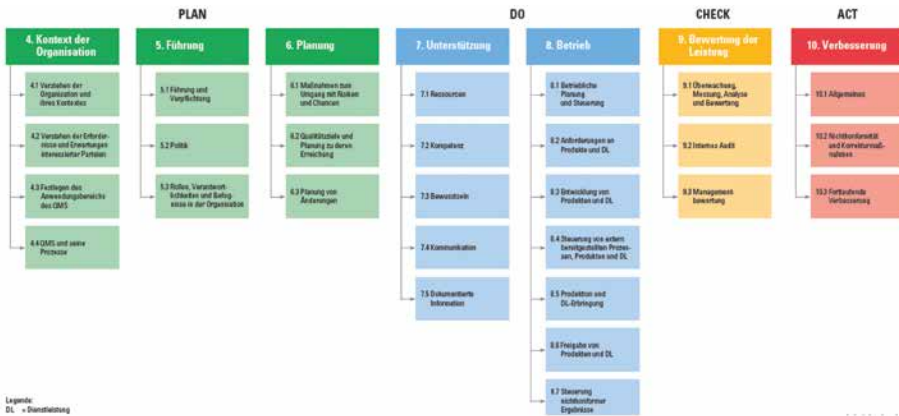 PLAN
DO
CHECK
ACT
4. Kontext der
Organisation
4.1 Verstehen der
Organisation und
ihres Kontextes
4.2 Verstehen der Erforder-
nisse und Erwartungen
interessierter Parteien
4.3 Festlegen des
Anwendungsbereichs
des QMS
4.4 QMS und seine
Prozesse
5. Führung
5.1 Führung und
Verpflichtung
5.2 Politik
5.3 Rollen, Verantwort-
lichkeiten und Befug-
nisse in der Organisation
6. Planung
6.1 Maßnahmen zum
Umgang mit Risiken
und Chancen
6.2 Qualitätsziele und
Planung zu deren
Erreichung
6.3 Planung von
Änderungen
7. Unterstützung
7.1 Ressourcen
7.2 Kompetenz
7.3 Bewusstsein
7.4 Kommunikation
7.5 Dokumentierte
Information
8. Betrieb
8.1 Betriebliche
Planung
und Steuerung
8.2 Anforderungen an
Produkte und DL
8.3 Entwicklung von
Produkten und DL
8.4 Steuerung von extern
bereitgestellten Prozes-
sen, Produkten und DL
8.5 Produktion und
DL-Erbringung
8.6 Freigabe von
Produkten und DL
8.7 Steuerung
nichtkonformer
Ergebnisse
9. Bewertung der
Leistung
9.1 Überwachung,
Messung, Analyse
und Bewertung
9.2 Internes Audit
9.3 Management
bewertung
10. Verbesserung
10.1 Allgemeines
10.2 Nichtkonformität
und Korrekturmaß-
nahmen
10.3 Fortlaufende
Verbesserung
Legende:
DL = Dienstleistung